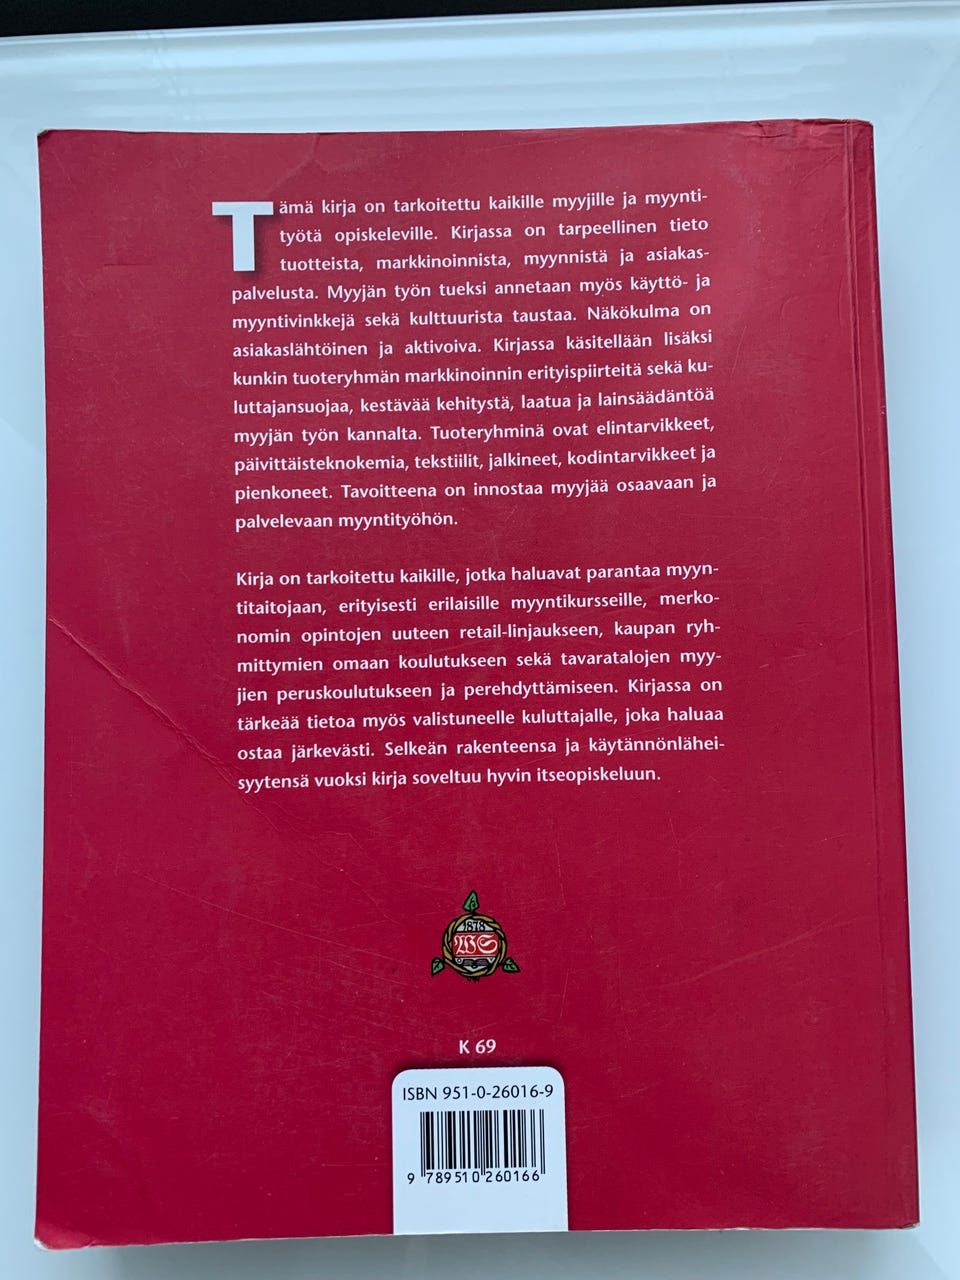 Tämä kirja on tarkoitettu kaikille myyjille ja myynti-
työtä opiskeleville. Kirjassa on tarpeellinen tieto
tuotteista, markkinoinnista, myynnistä ja asiakas-
palvelusta. Myyjän työn tueksi annetaan myös käyttö- ja
myyntivinkkejä sekä kulttuurista taustaa. Näkökulma on
asiakaslähtöinen ja aktivoiva. Kirjassa käsitellään lisäksi
kunkin tuoteryhmän markkinoinnin erityispiirteitä sekä ku-
luttajansuojaa, kestävää kehitystä, laatua ja lainsäädäntöä
myyjän työn kannalta. Tuoteryhminä ovat elintarvikkeet,
päivittäisteknokemia, tekstiilit, jalkineet, kodintarvikkeet ja
pienkoneet. Tavoitteena on innostaa myyjää osaavaan ja
palvelevaan myyntityöhön.
Kirja on tarkoitettu kaikille, jotka haluavat parantaa myyn-
titaitojaan, erityisesti erilaisille myyntikursseille, merko-
nomin opintojen uuteen retail-linjaukseen, kaupan ryh-
mittymien omaan koulutukseen sekä tavaratalojen myy-
jien peruskoulutukseen ja perehdyttämiseen. Kirjassa on
tärkeää tietoa myös valistuneelle kuluttajalle, joka haluaa
ostaa järkevästi. Selkeän rakenteensa ja käytännönlähei-
syytensä vuoksi kirja soveltuu hyvin itseopiskeluun.
1878
WS
K 69
ISBN 951-0-26016-9
9 789510 260166